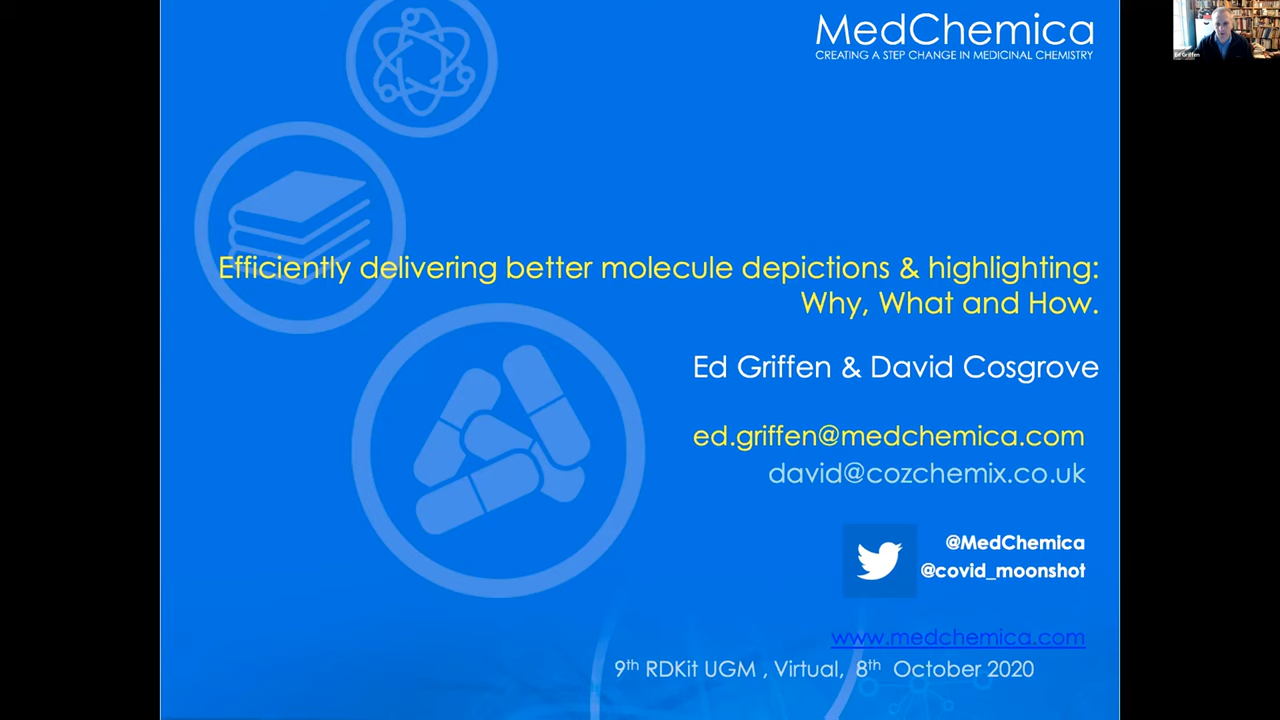 MedChemica
CREATING A STEP CHANGE IN MEDICINAL CHEMISTRY
Ed Griffen
Efficiently delivering better molecule depictions & highlighting:
Why, What and How.
Ed Griffen & David Cosgrove
ed.griffen@medchemica.com
david@cozchemix.co.uk
@MedChemica
@covid_moonshot
www.medchemica.com
9th RDKit UGM , Virtual, 8th October 2020